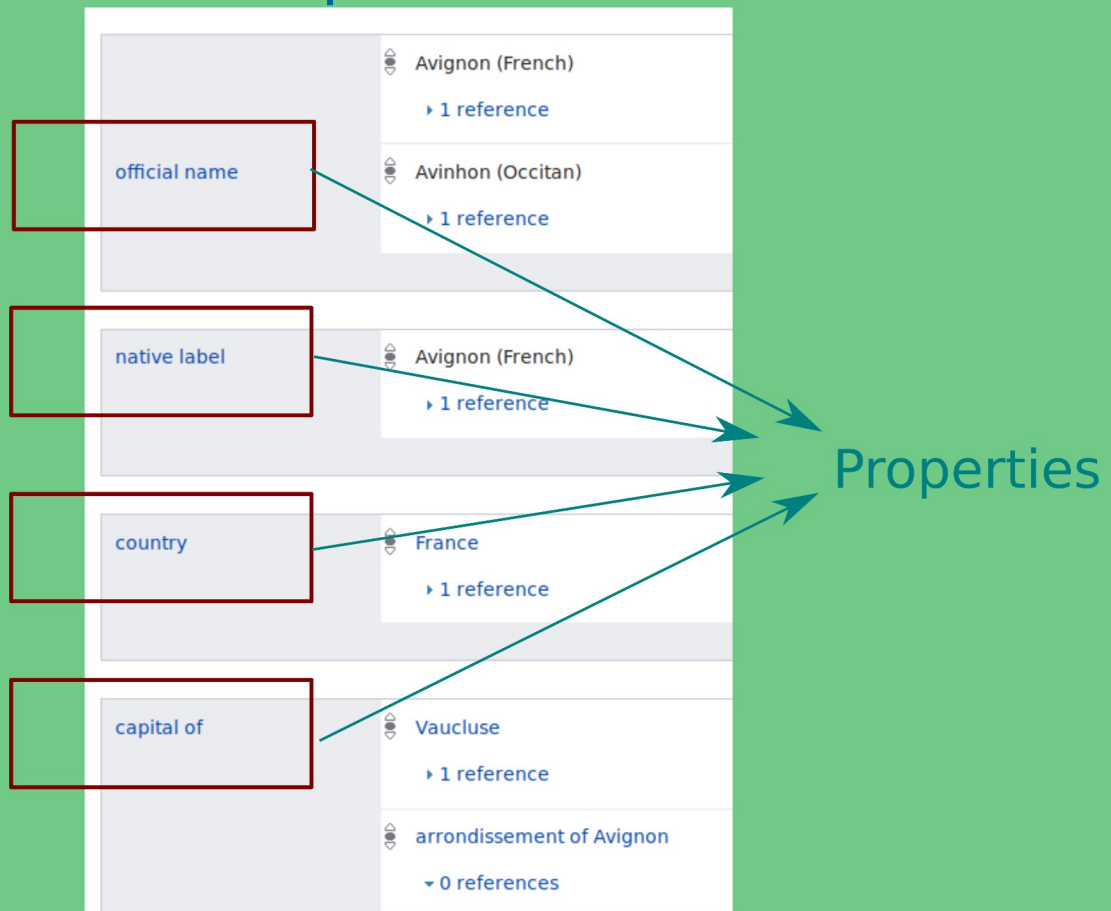 Avignon (French)
1 reference
official name
Avinhon (Occitan)
1 reference
native label
Avignon (French)
1 reference
Properties
country
France
1 reference
capital of
Vaucluse
1 reference
arrondissement of Avignon
0 references